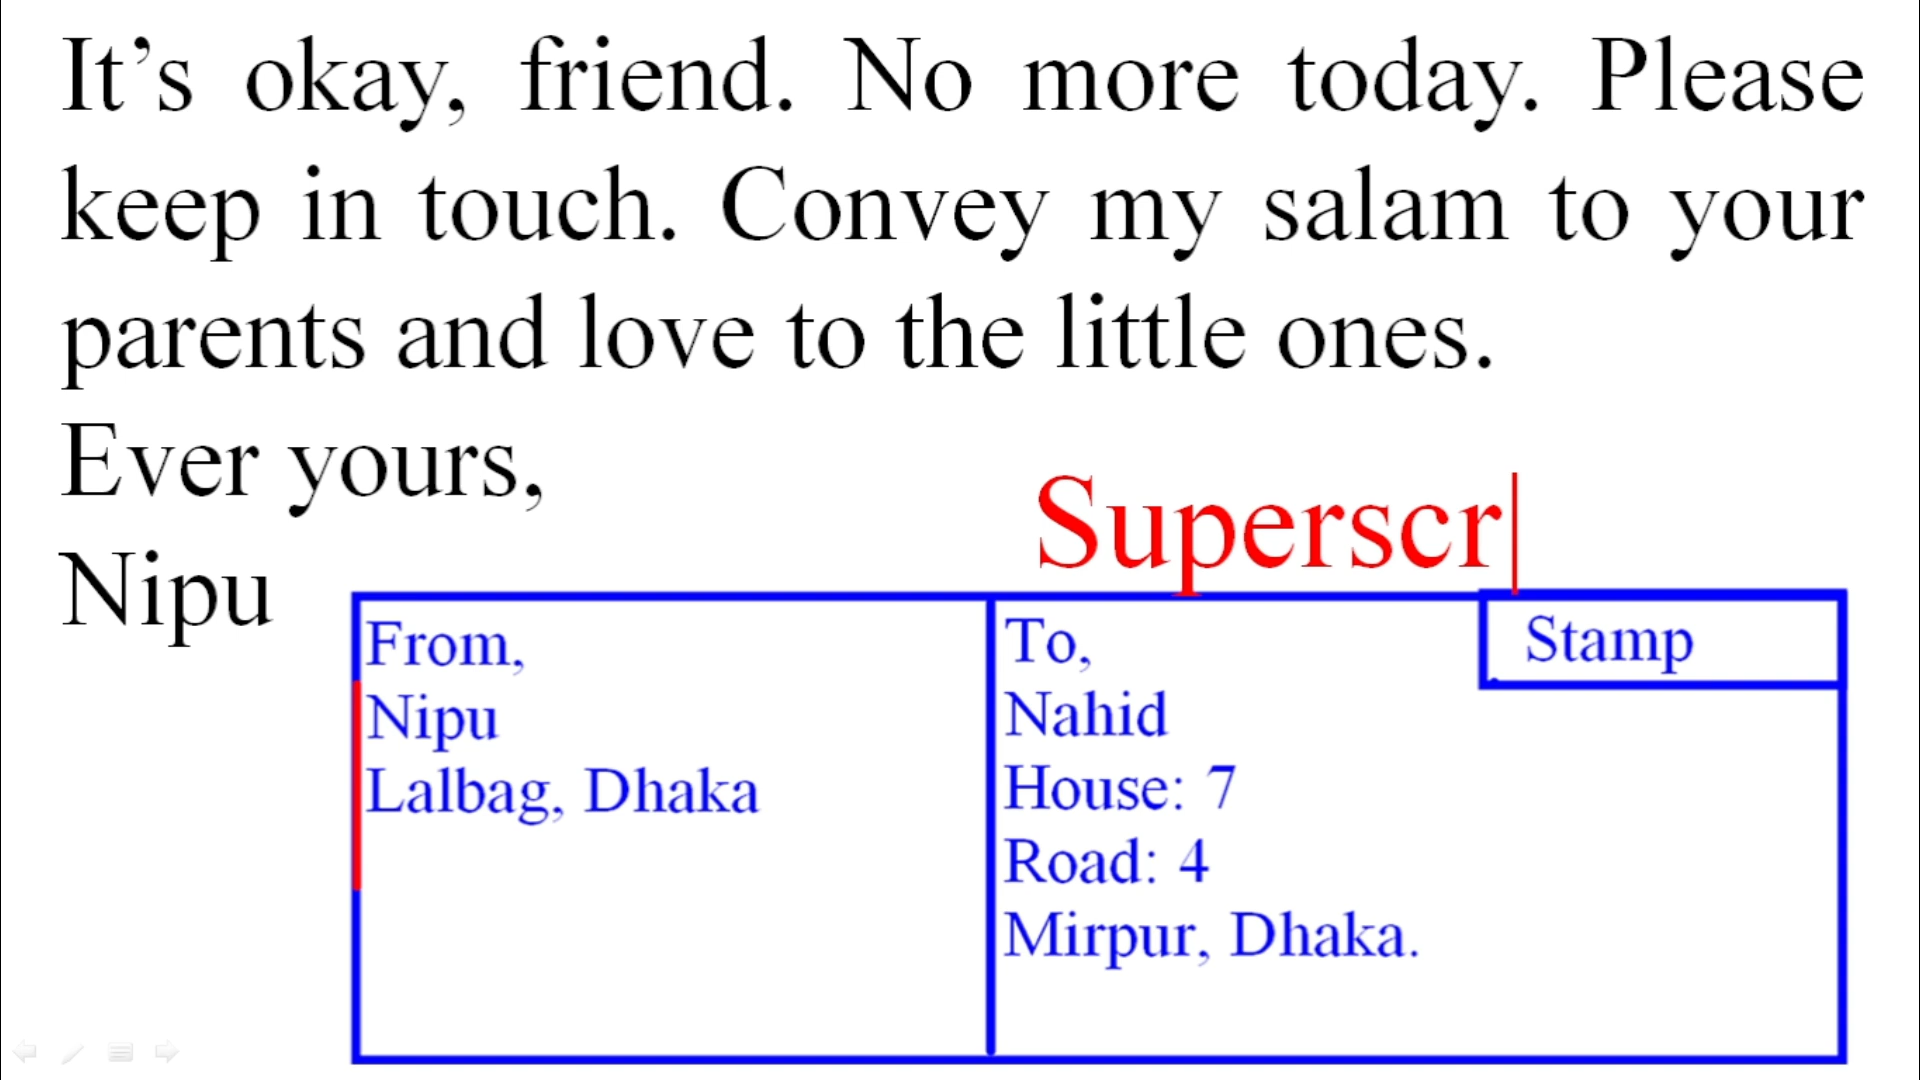 It’s okay, friend. No more today. Please
keep in touch. Convey my salam to your
parents and love to the little ones.
Ever yours,
Nipu
Superscr
From,
Nipu
Lalbag, Dhaka
To,
Nahid
House: 7
Road: 4
Mirpur, Dhaka.
Stamp